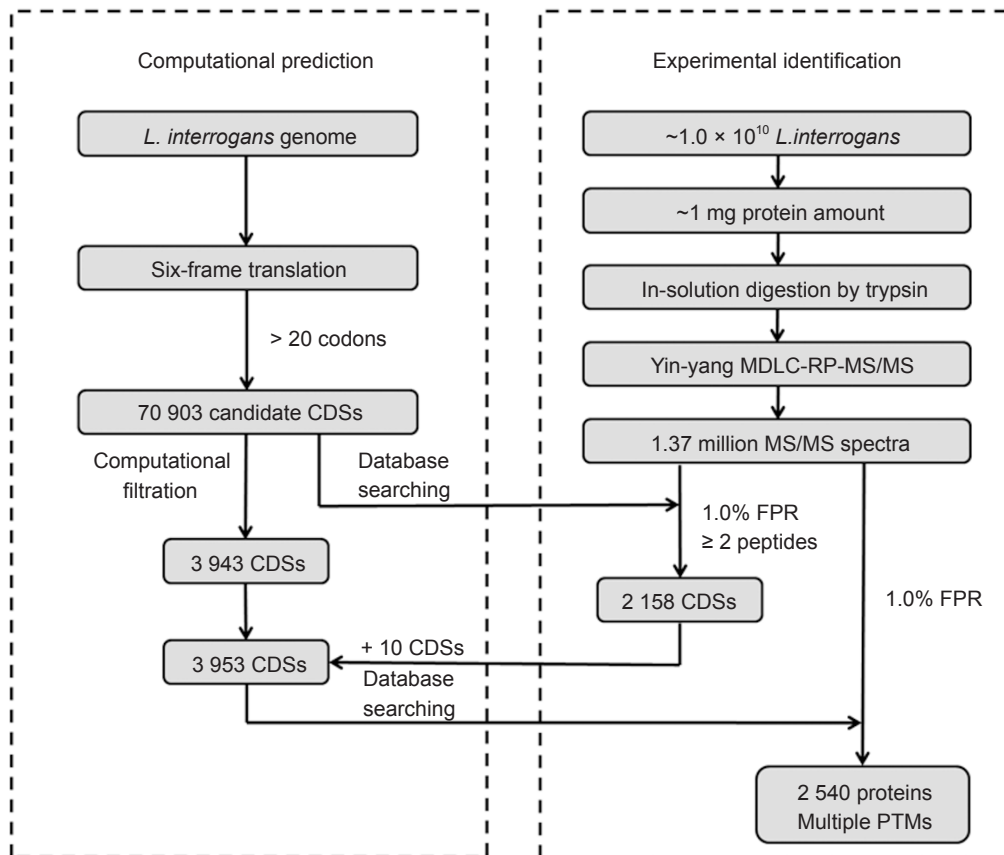 Computational prediction
L. interrogans genome
Six-frame translation
> 20 codons
70 903 candidate CDSs
Computational
filtration
Database
searching
3 943 CDSs
3 953 CDSs
+ 10 CDSs
Database
searching
Experimental identification
~1.0 × 10¹⁰ L.interrogans
~1 mg protein amount
In-solution digestion by trypsin
Yin-yang MDLC-RP-MS/MS
1.37 million MS/MS spectra
1.0% FPR
≥ 2 peptides
2 158 CDSs
1.0% FPR
2 540 proteins
Multiple PTMs